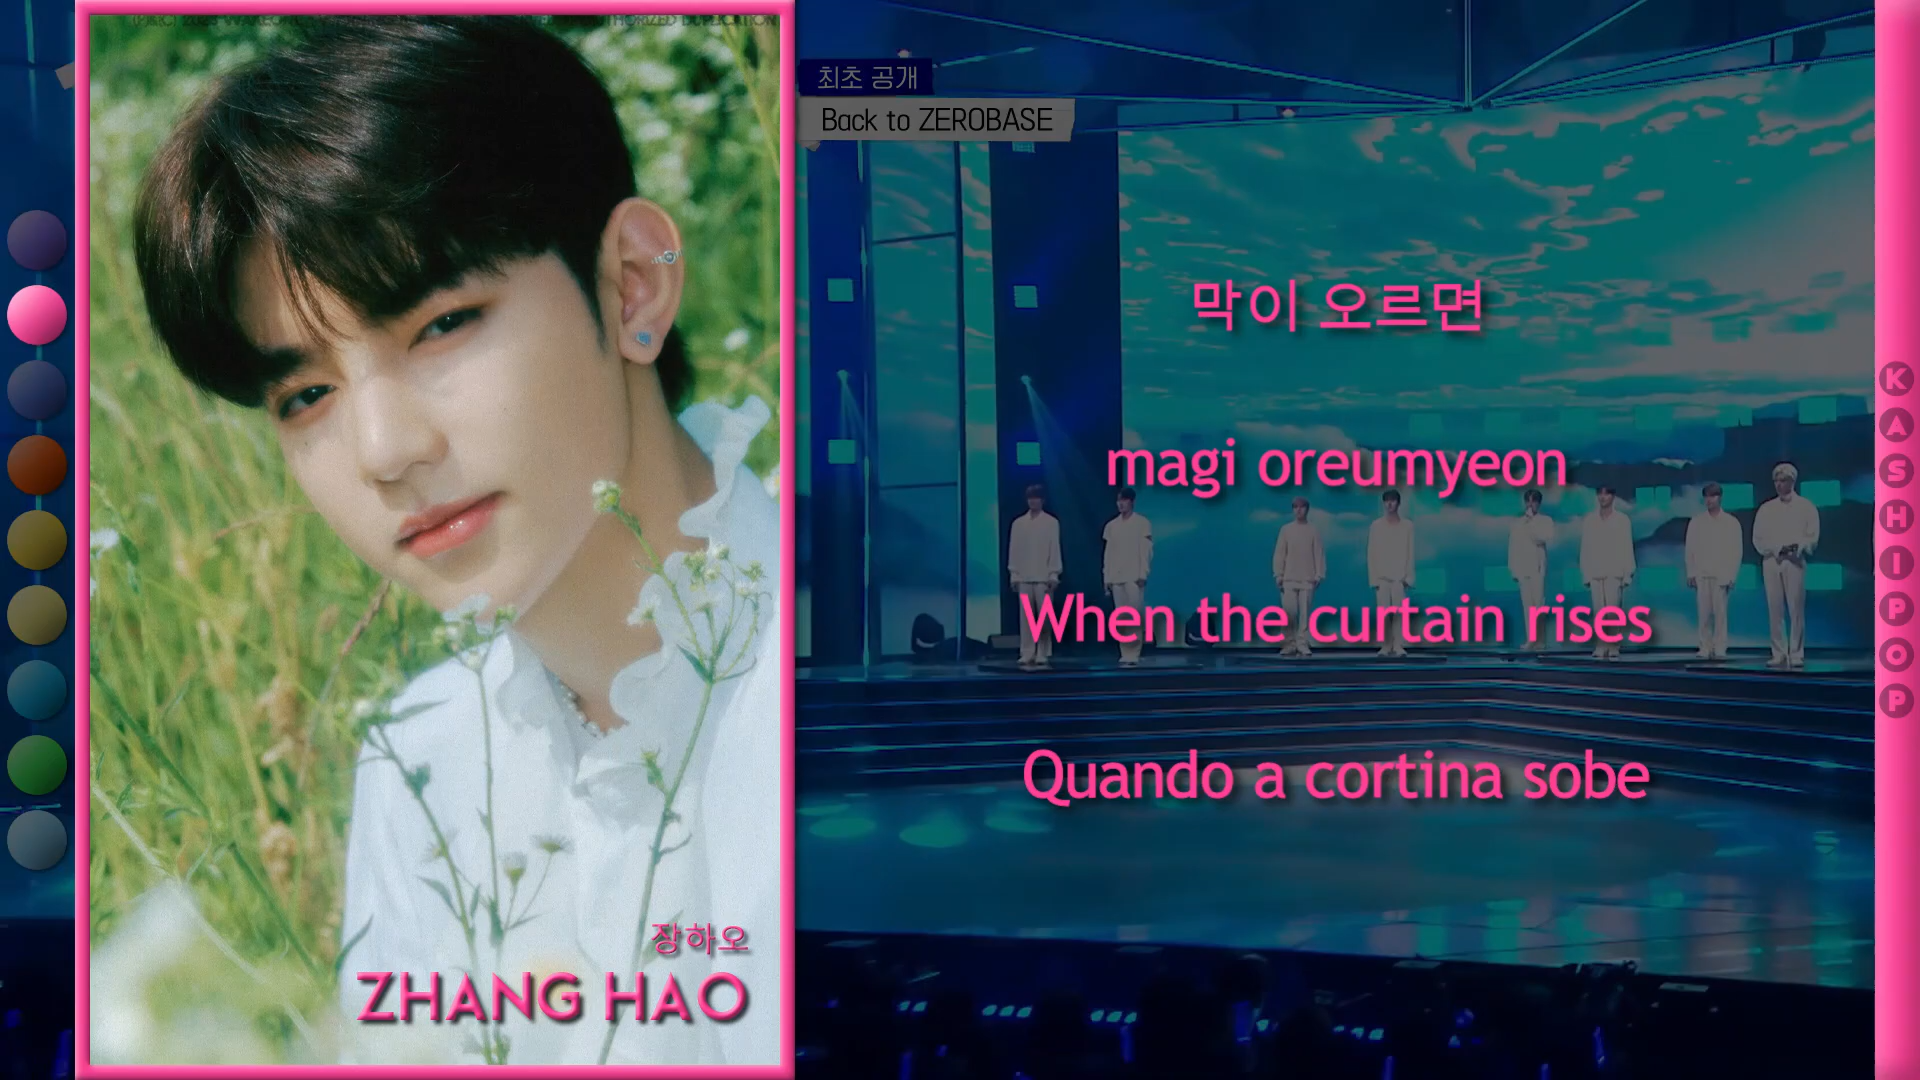 최초 공개
Back to ZEROBASE
막이 오르면
magi oreumyeon
When the curtain rises
Quando a cortina sobe
장하오
ZHANG HAO
KASHIPOP